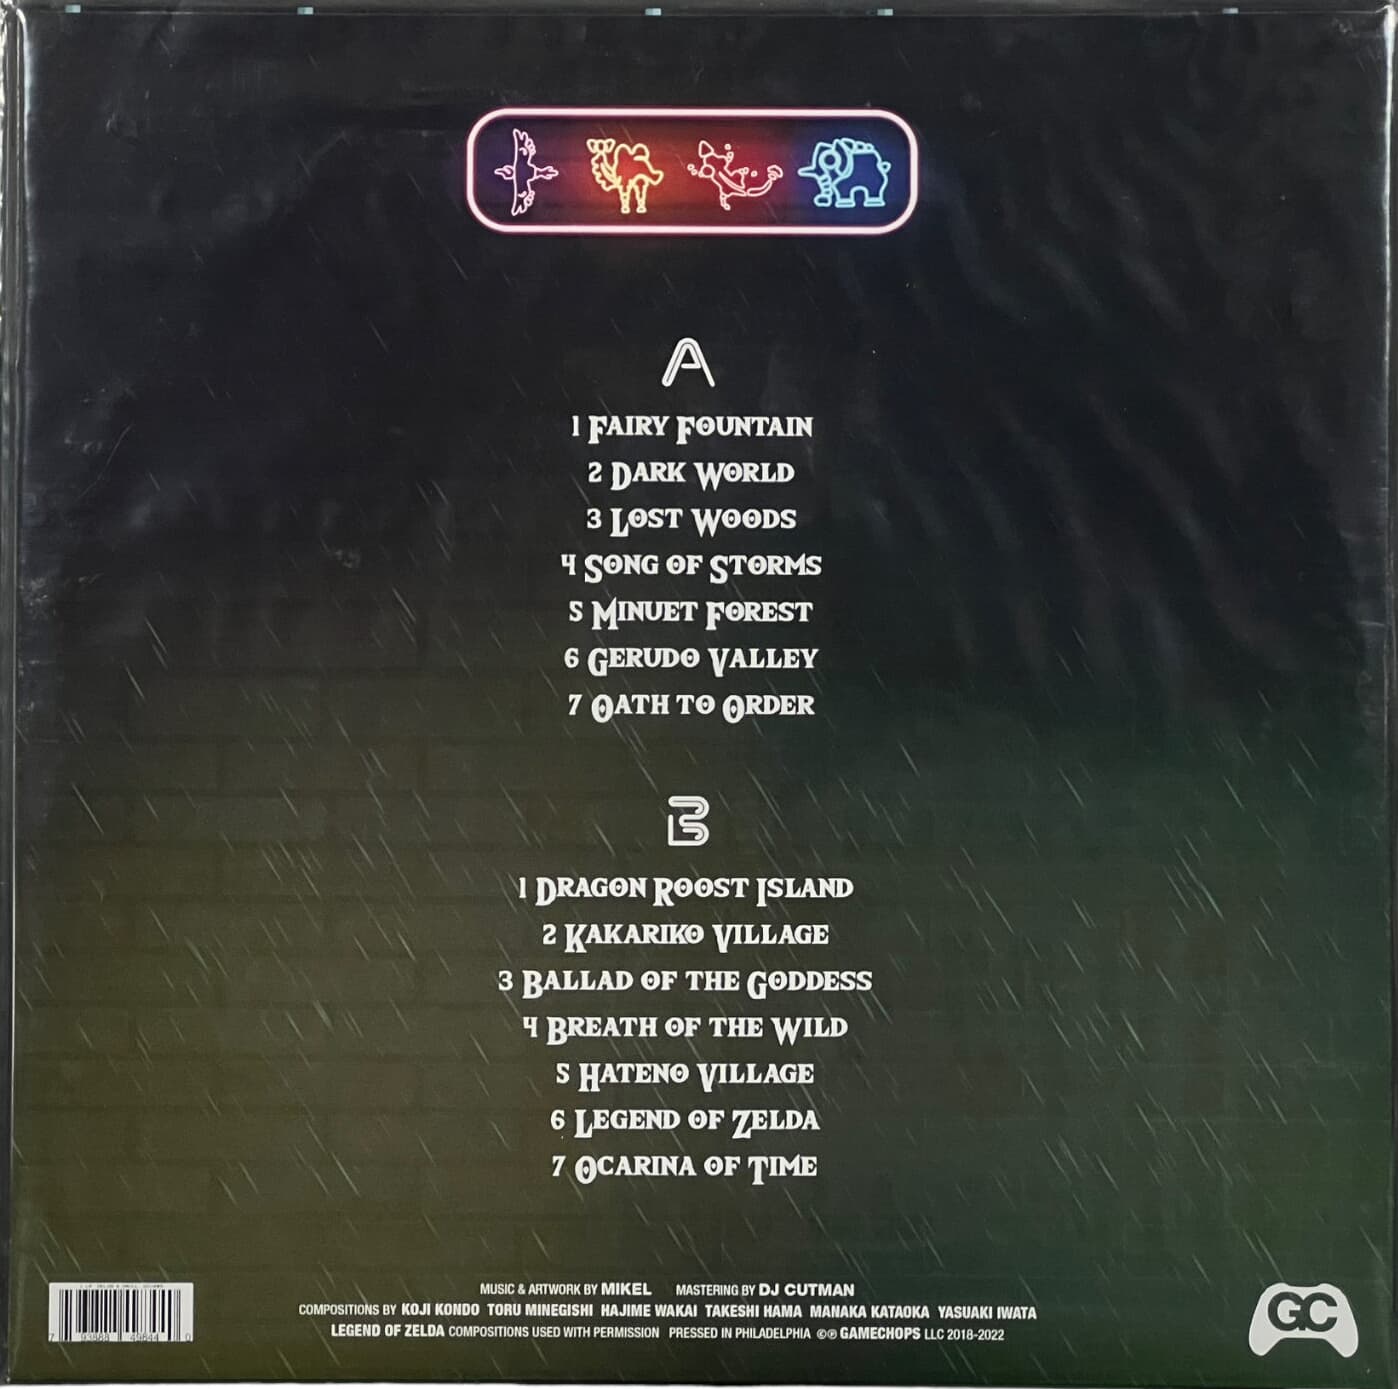 A
1 Fairy Fountain
2 Dark World
3 Lost Woods
4 Song of Storms
5 Minuet Forest
6 Gerudo Valley
7 Oath to Order
B
1 Dragon Roost Island
2 Kakariko Village
3 Ballad of the Goddess
4 Breath of the Wild
5 Hateno Village
6 Legend of Zelda
7 Ocarina of Time
MUSIC & ARTWORK BY MIKEL MASTERING BY DJ CUTMAN
COMPOSITIONS BY KOJI KONDO TORU MINEGISHI HAJIME WAKAI TAKESHI HAMA MANAKA KATAOKA YASUAKI IWATA
LEGEND OF ZELDA COMPOSITIONS USED WITH PERMISSION PRESSED IN PHILADELPHIA ©℗ GAMECHOPS LLC 2018-2022
GC